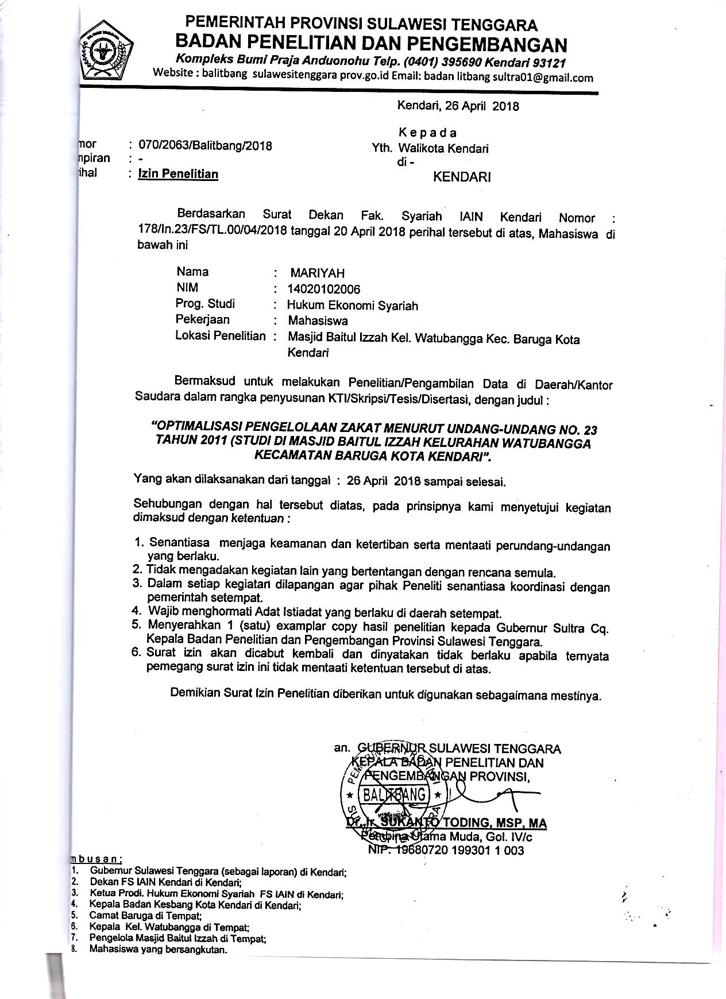 PEMERINTAH PROVINSI SULAWESI TENGGARA
BADAN PENELITIAN DAN PENGEMBANGAN
Kompleks Bumi Praja Anduonohu Telp. (0401) 395690 Kendari 93121
Website : balitbang sulawesitenggara prov.go.id Email: badan litbang sultra01@gmail.com
Kendari, 26 April 2018
K e p a d a
mor : 070/2063/Balitbang/2018 Yth. Walikota Kendari
npiran : - di -
ihal : Izin Penelitian KENDARI
Berdasarkan Surat Dekan Fak. Syariah IAIN Kendari Nomor :
178/In.23/FS/TL.00/04/2018 tanggal 20 April 2018 perihal tersebut di atas, Mahasiswa di
bawah ini
Nama : MARIYAH
NIM : 14020102006
Prog. Studi : Hukum Ekonomi Syariah
Pekerjaan : Mahasiswa
Lokasi Penelitian : Masjid Baitul Izzah Kel. Watubangga Kec. Baruga Kota
Kendari
Bermaksud untuk melakukan Penelitian/Pengambilan Data di Daerah/Kantor
Saudara dalam rangka penyusunan KTI/Skripsi/Tesis/Disertasi, dengan judul :
"OPTIMALISASI PENGELOLAAN ZAKAT MENURUT UNDANG-UNDANG NO. 23
TAHUN 2011 (STUDI DI MASJID BAITUL IZZAH KELURAHAN WATUBANGGA
KECAMATAN BARUGA KOTA KENDARI".
Yang akan dilaksanakan dari tanggal : 26 April 2018 sampai selesai.
Sehubungan dengan hal tersebut diatas, pada prinsipnya kami menyetujui kegiatan
dimaksud dengan ketentuan :
1. Senantiasa menjaga keamanan dan ketertiban serta mentaati perundang-undangan
yang berlaku.
2. Tidak mengadakan kegiatan lain yang bertentangan dengan rencana semula.
3. Dalam setiap kegiatan dilapangan agar pihak Peneliti senantiasa koordinasi dengan
pemerintah setempat.
4. Wajib menghormati Adat Istiadat yang berlaku di daerah setempat.
5. Menyerahkan 1 (satu) examplar copy hasil penelitian kepada Gubernur Sultra Cq.
Kepala Badan Penelitian dan Pengembangan Provinsi Sulawesi Tenggara.
6. Surat izin akan dicabut kembali dan dinyatakan tidak berlaku apabila ternyata
pemegang surat izin ini tidak mentaati ketentuan tersebut di atas.
Demikian Surat Izin Penelitian diberikan untuk digunakan sebagaimana mestinya.
an. GUBERNUR SULAWESI TENGGARA
KEPALA BADAN PENELITIAN DAN
PENGEMBANGAN PROVINSI,
BALITBANG
Dr. Ir. SUKANTO TODING, MSP, MA
Pembina Utama Muda, Gol. IV/c
NIP. 19680720 199301 1 003
mbusan:
1. Gubernur Sulawesi Tenggara (sebagai laporan) di Kendari;
2. Dekan FS IAIN Kendari di Kendari;
3. Ketua Prodi. Hukum Ekonomi Syariah FS IAIN di Kendari;
4. Kepala Badan Kesbang Kota Kendari di Kendari;
5. Camat Baruga di Tempat;
6. Kepala Kel. Watubangga di Tempat;
7. Pengelola Masjid Baitul Izzah di Tempat;
8. Mahasiswa yang bersangkutan.